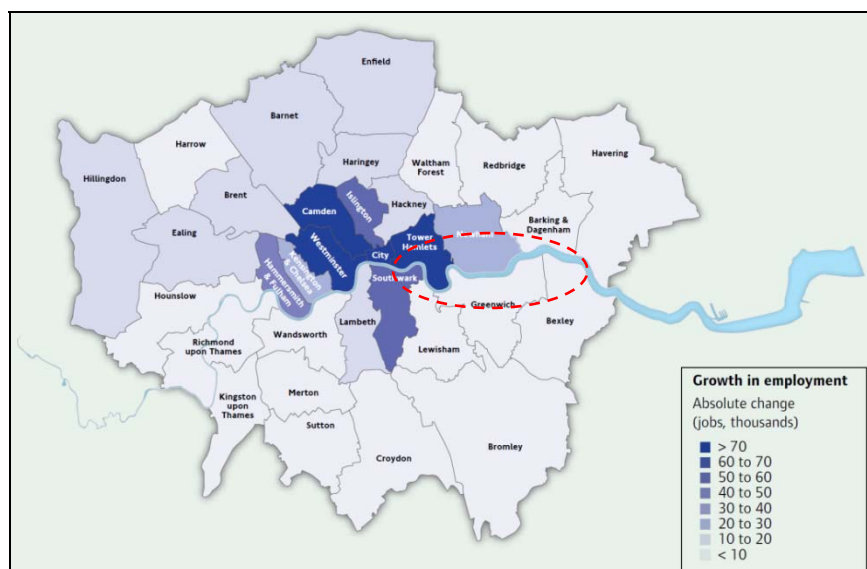 Enfield
Barnet
Harrow
Haringey
Waltham
Forest
Redbridge
Havering
Hillingdon
Brent
Islington
Hackney
Camden
Barking &
Dagenham
Ealing
Westminster
Tower
Hamlets
City
Kensington
& Chelsea
Hammersmith
& Fulham
Southwark
Hounslow
Greenwich
Bexley
Richmond
upon Thames
Wandsworth
Lambeth
Lewisham
Kingston
upon
Thames
Merton
Sutton
Croydon
Bromley
Growth in employment
Absolute change
(jobs, thousands)
> 70
60 to 70
50 to 60
40 to 50
30 to 40
20 to 30
10 to 20
< 10